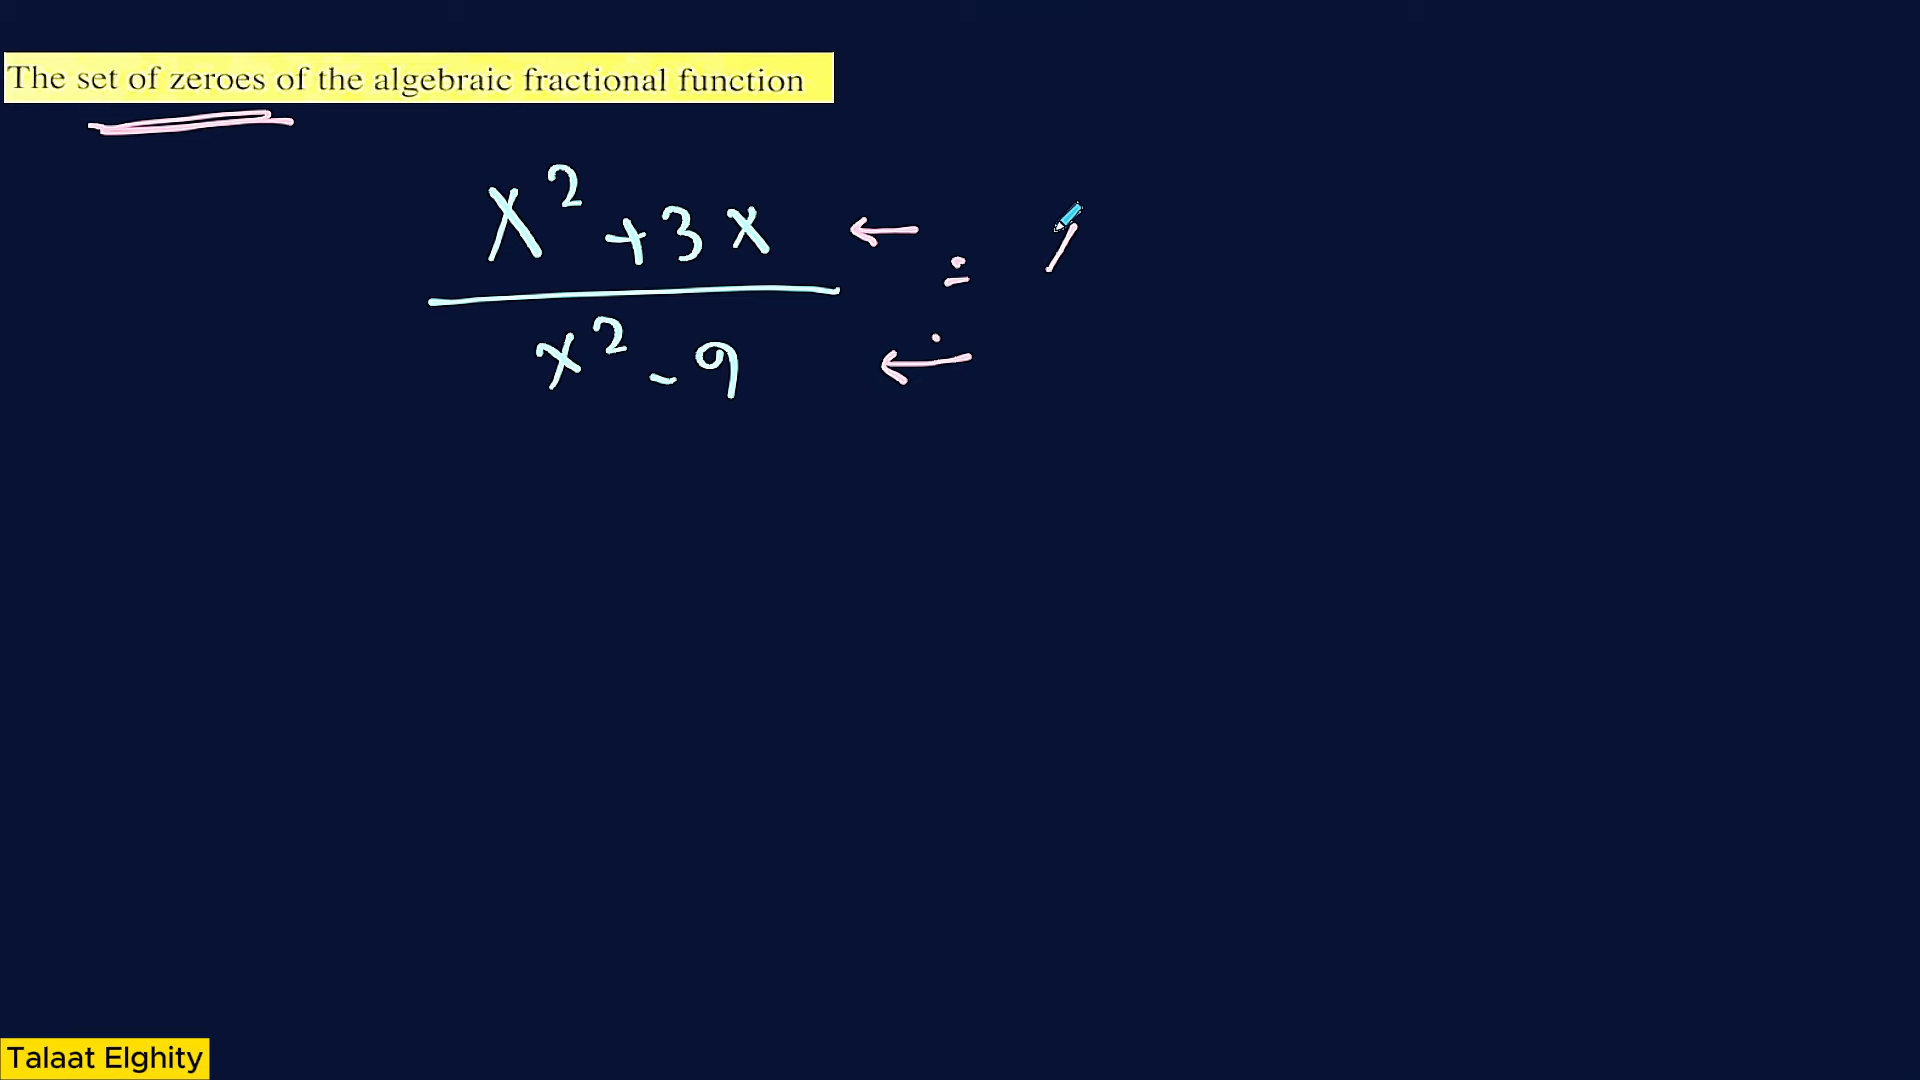 The set of zeroes of the algebraic fractional function
x² + 3x
x² - 9
Talaat Elghity